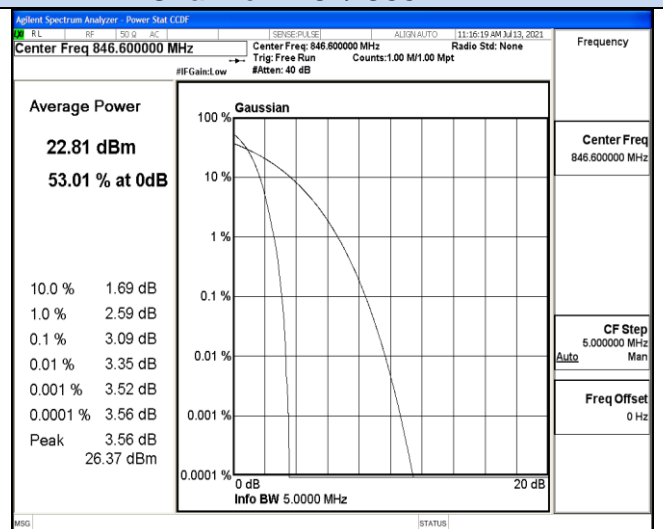 Agilent Spectrum Analyzer - Power Stat CCDF
RL RF 50 Ω AC SENSE:PULSE ALIGN AUTO 11:16:19 AM Jul 13, 2021
Center Freq 846.600000 MHz
Center Freq: 846.600000 MHz Radio Std: None
Trig: Free Run Counts:1.00 M/1.00 Mpt
#IFGain:Low #Atten: 40 dB
Frequency
Average Power
22.81 dBm
53.01 % at 0dB
10.0 % 1.69 dB
1.0 % 2.59 dB
0.1 % 3.09 dB
0.01 % 3.35 dB
0.001 % 3.52 dB
0.0001 % 3.56 dB
Peak 3.56 dB
26.37 dBm
Gaussian
100 %
10 %
1 %
0.1 %
0.01 %
0.001 %
0.0001 %
0 dB 20 dB
Info BW 5.0000 MHz
Center Freq
846.600000 MHz
CF Step
5.000000 MHz
Auto Man
Freq Offset
0 Hz
MSG STATUS